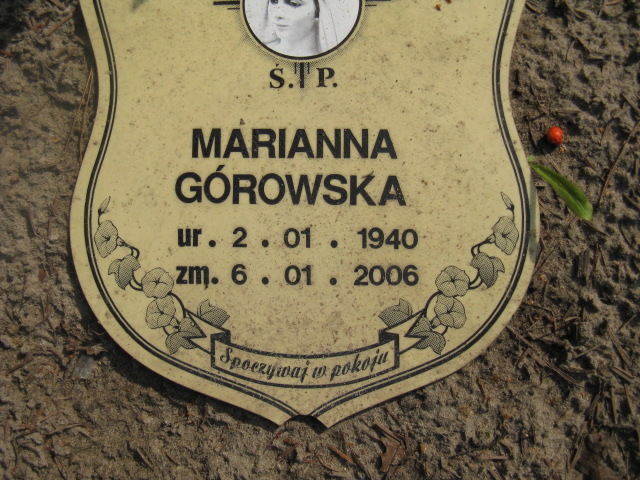 Ś. P.
MARIANNA
GÓROWSKA
ur. 2 . 01 . 1940
zm. 6 . 01 . 2006
Spoczywaj w pokoju